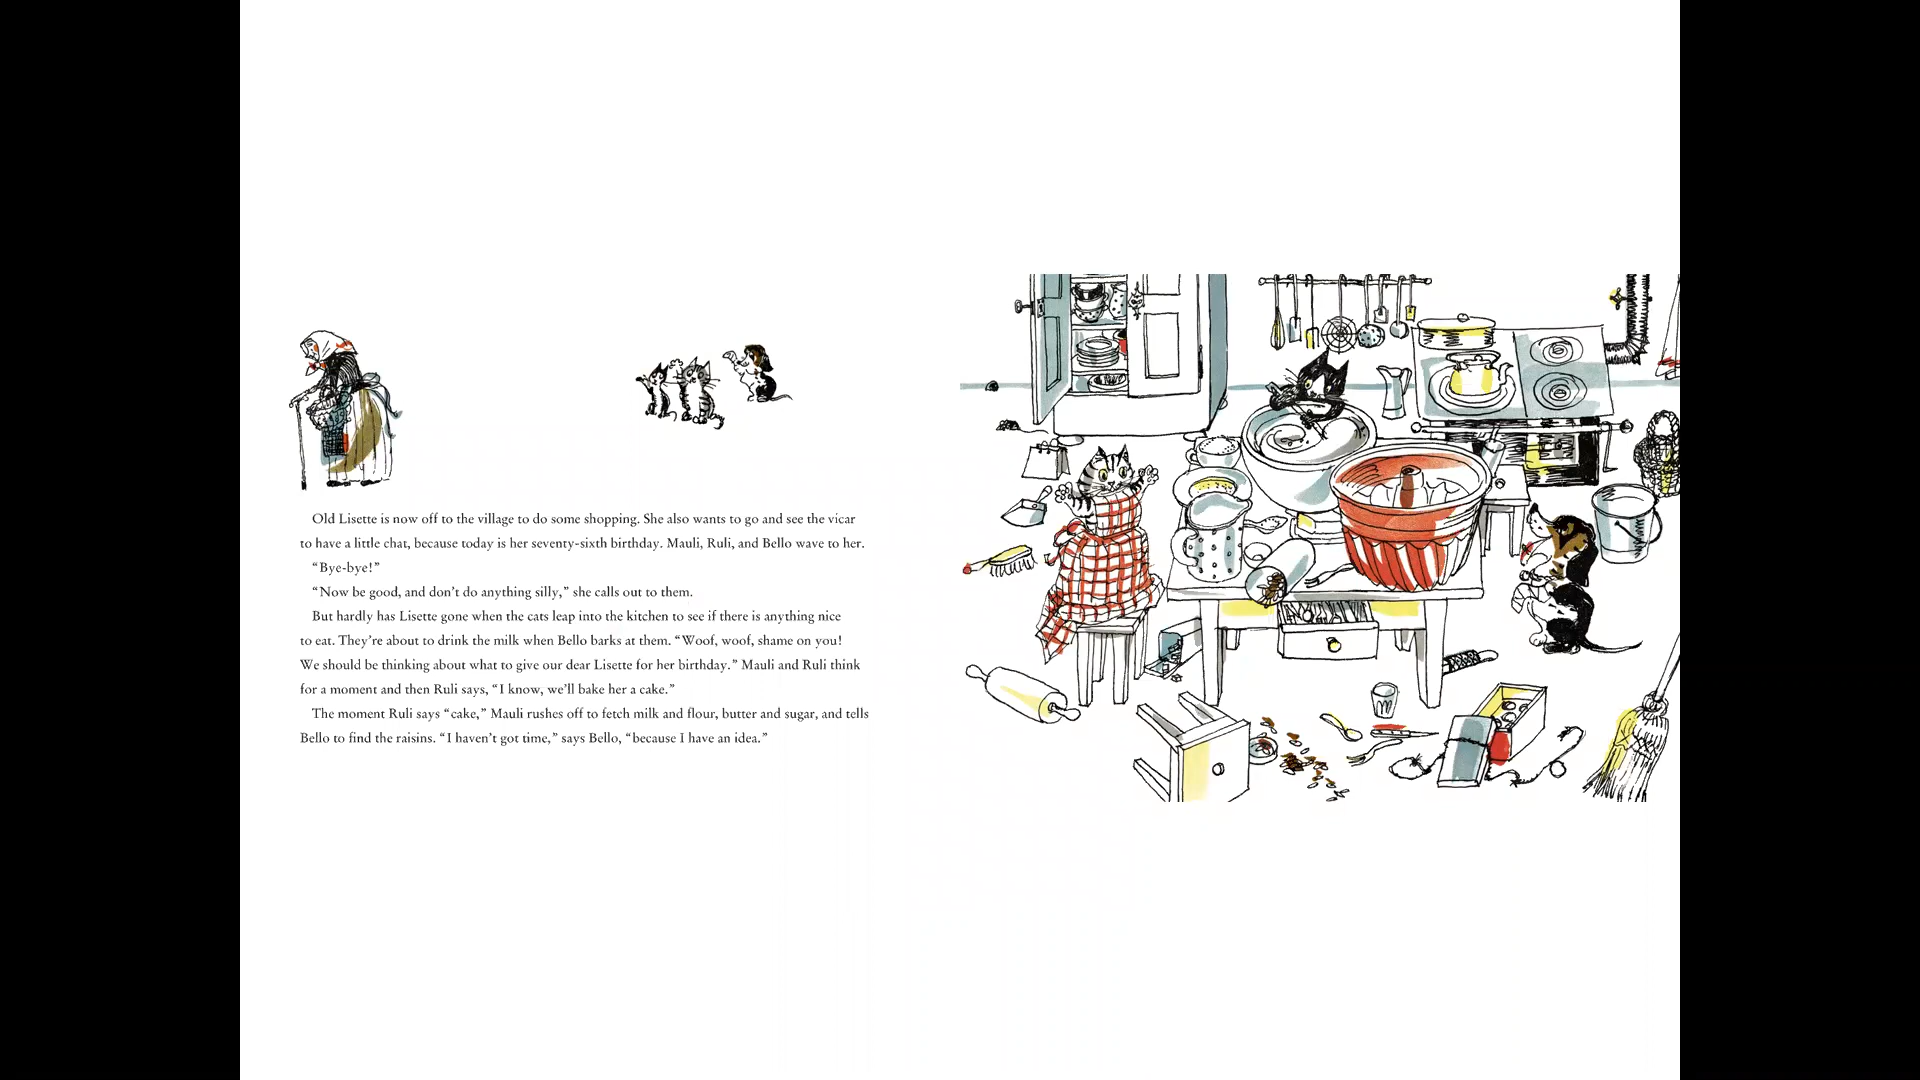 Old Lisette is now off to the village to do some shopping. She also wants to go and see the vicar
to have a little chat, because today is her seventy-sixth birthday. Mauli, Ruli, and Bello wave to her.
“Bye-bye!”
“Now be good, and don’t do anything silly,” she calls out to them.
But hardly has Lisette gone when the cats leap into the kitchen to see if there is anything nice
to eat. They’re about to drink the milk when Bello barks at them. “Woof, woof, shame on you!
We should be thinking about what to give our dear Lisette for her birthday.” Mauli and Ruli think
for a moment and then Ruli says, “I know, we’ll bake her a cake.”
The moment Ruli says “cake,” Mauli rushes off to fetch milk and flour, butter and sugar, and tells
Bello to find the raisins. “I haven’t got time,” says Bello, “because I have an idea.”